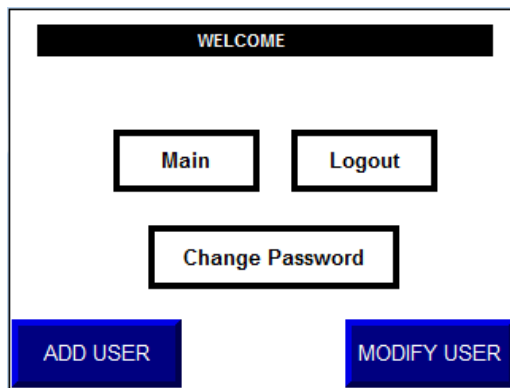 WELCOME
Main Logout
Change Password
ADD USER MODIFY USER